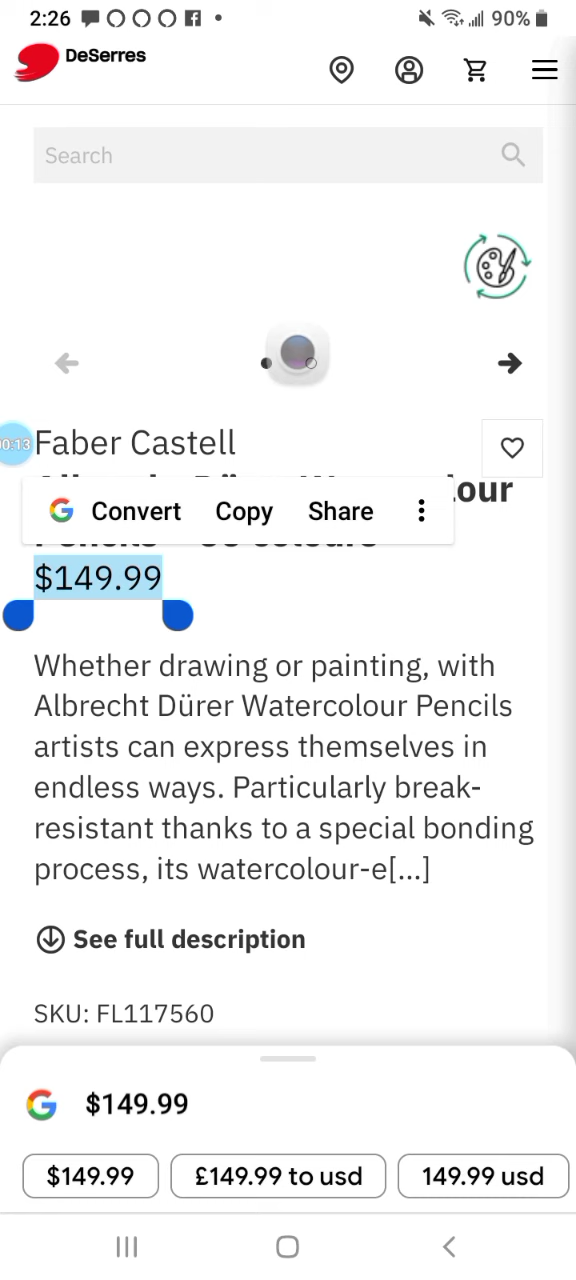 2:26
90%
DeSerres
Search
00:13
Faber Castell
lour
Convert Copy Share
$149.99
Whether drawing or painting, with
Albrecht Dürer Watercolour Pencils
artists can express themselves in
endless ways. Particularly break-
resistant thanks to a special bonding
process, its watercolour-e[...]
See full description
SKU: FL117560
$149.99
$149.99
£149.99 to usd
149.99 usd